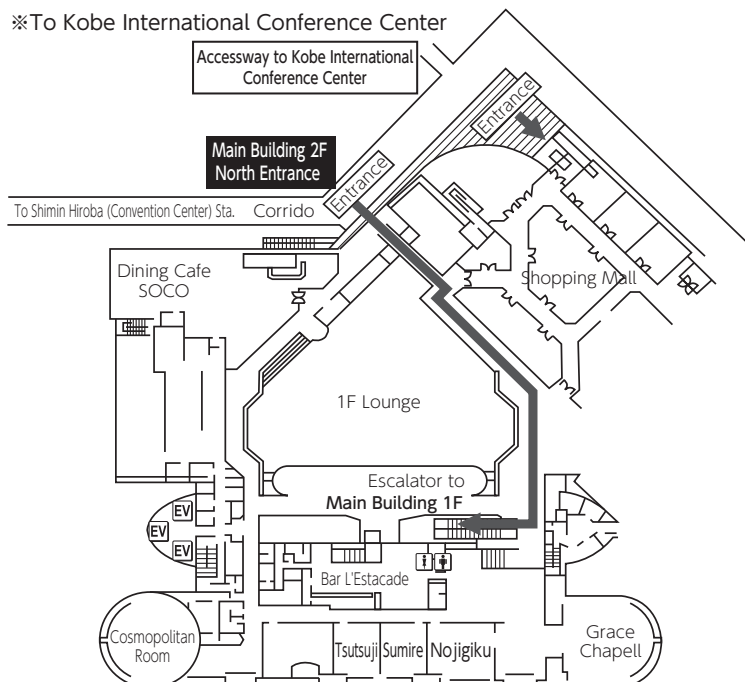 ※To Kobe International Conference Center
Accessway to Kobe International
Conference Center
Entrance
Main Building 2F
North Entrance
Entrance
To Shimin Hiroba (Convention Center) Sta.
Corrido
Dining Cafe
SOCO
Shopping Mall
1F Lounge
Escalator to
Main Building 1F
EV
EV
EV
Bar L'Estacade
Cosmopolitan
Room
Tsutsuji
Sumire
Nojigiku
Grace
Chapell